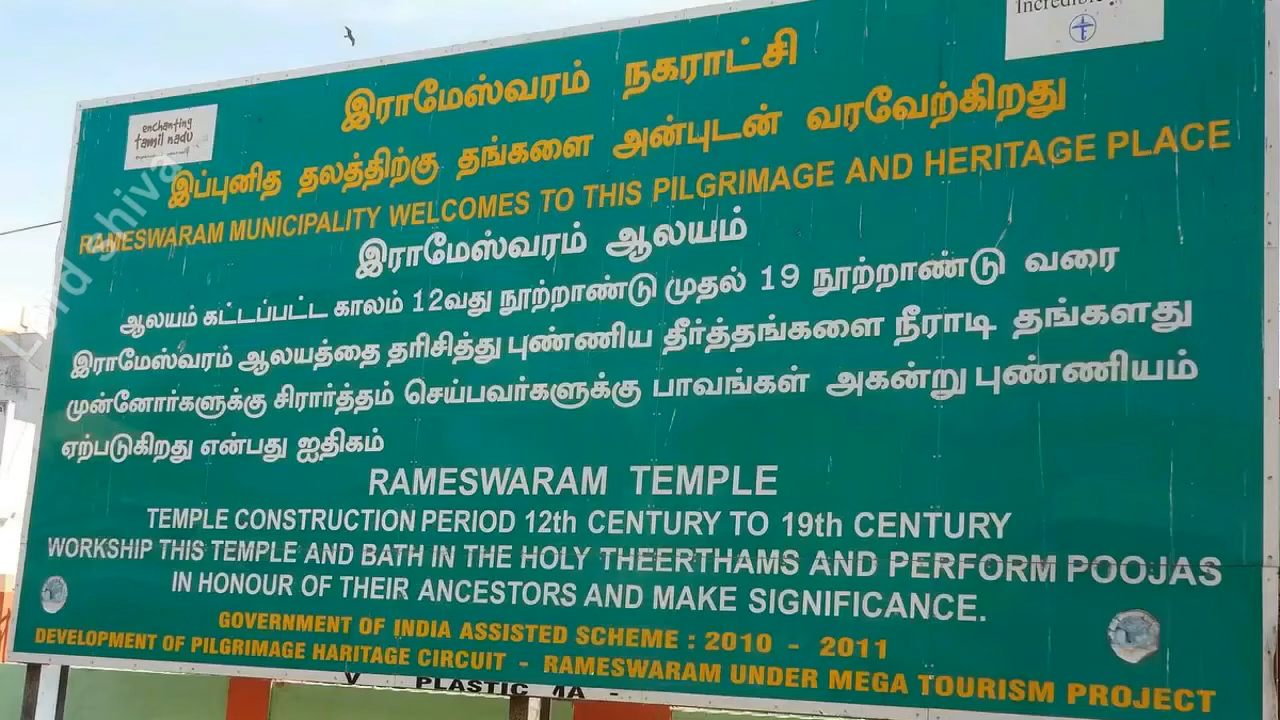 Incredible
enchanting
tamil nadu
இராமேஸ்வரம் நகராட்சி
இப்புனித தலத்திற்கு தங்களை அன்புடன் வரவேற்கிறது
RAMESWARAM MUNICIPALITY WELCOMES TO THIS PILGRIMAGE AND HERITAGE PLACE
இராமேஸ்வரம் ஆலயம்
ஆலயம் கட்டப்பட்ட காலம் 12வது நூற்றாண்டு முதல் 19 நூற்றாண்டு வரை
இராமேஸ்வரம் ஆலயத்தை தரிசித்து புண்ணிய தீர்த்தங்களை நீராடி தங்களது
முன்னோர்களுக்கு சிரார்த்தம் செய்பவர்களுக்கு பாவங்கள் அகன்று புண்ணியம்
ஏற்படுகிறது என்பது ஐதிகம்
RAMESWARAM TEMPLE
TEMPLE CONSTRUCTION PERIOD 12th CENTURY TO 19th CENTURY
WORKSHIP THIS TEMPLE AND BATH IN THE HOLY THEERTHAMS AND PERFORM POOJAS
IN HONOUR OF THEIR ANCESTORS AND MAKE SIGNIFICANCE.
GOVERNMENT OF INDIA ASSISTED SCHEME : 2010 - 2011
DEVELOPMENT OF PILGRIMAGE HARITAGE CIRCUIT - RAMESWARAM UNDER MEGA TOURISM PROJECT
PLASTIC
Lord shiva